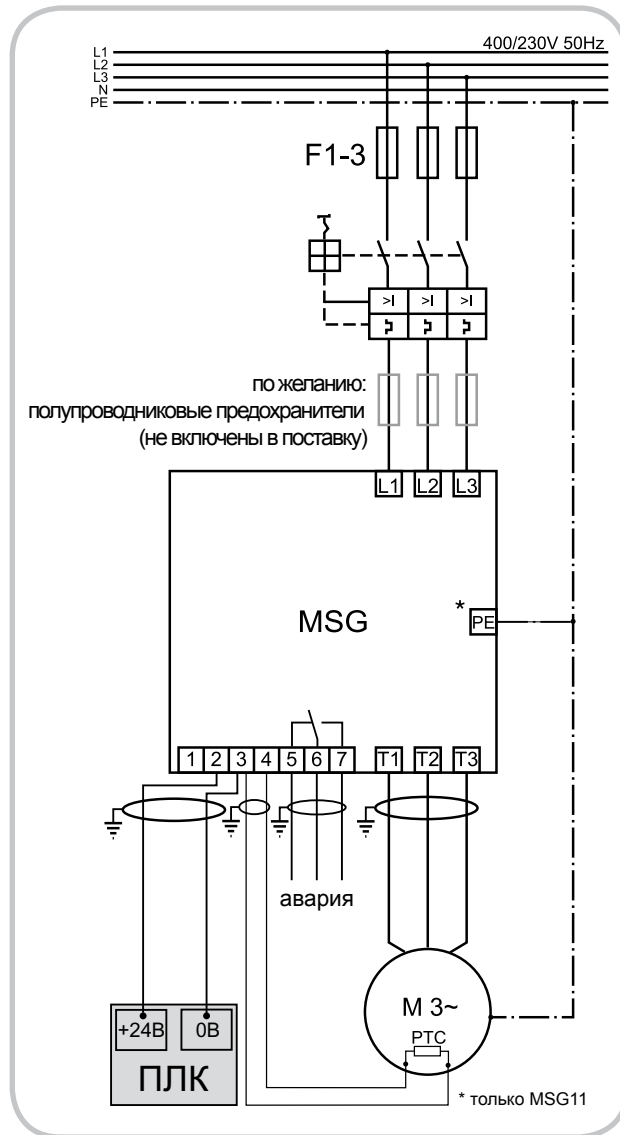 400/230V 50Hz
L1
L2
L3
N
PE
F1-3
>I >I >I
по желанию:
полупроводниковые предохранители
(не включены в поставку)
L1 L2 L3
MSG
* PE
1 2 3 4 5 6 7 T1 T2 T3
авария
+24В 0В
ПЛК
M 3~
PTC
* только MSG11